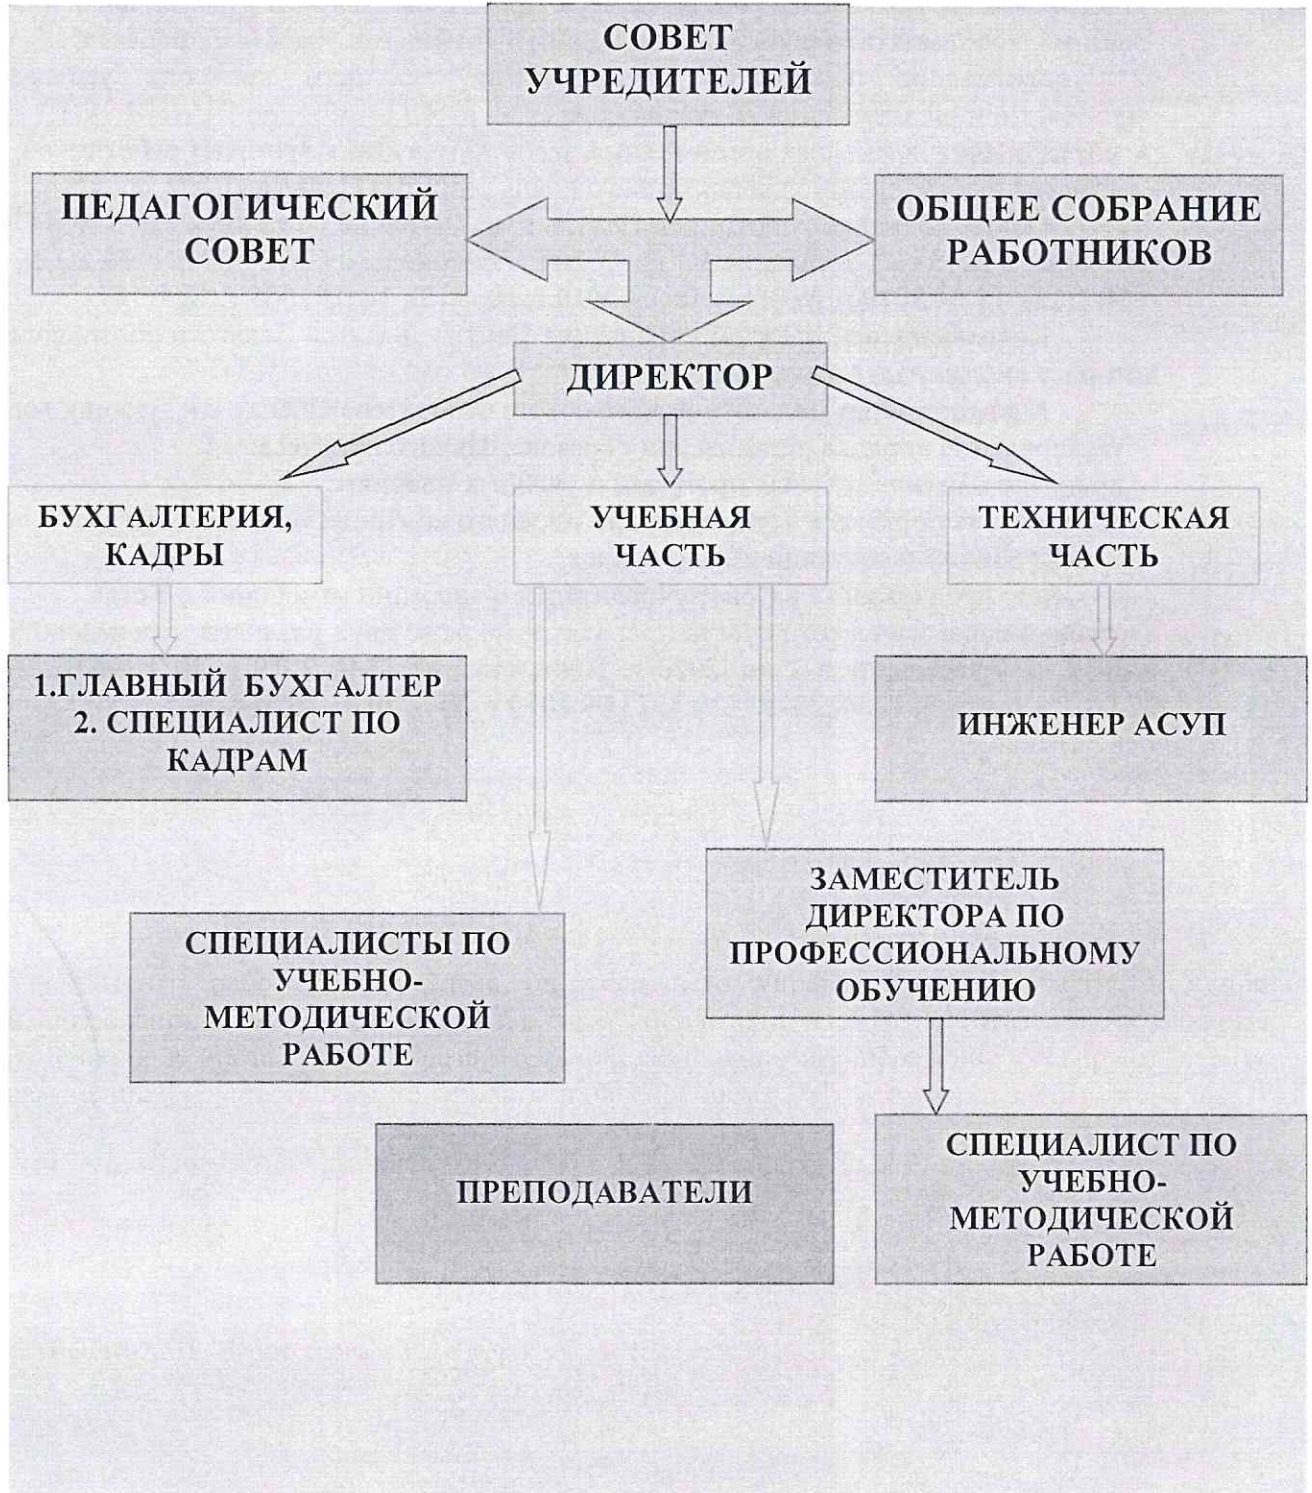 СОВЕТ
УЧРЕДИТЕЛЕЙ
ПЕДАГОГИЧЕСКИЙ
СОВЕТ
ОБЩЕЕ СОБРАНИЕ
РАБОТНИКОВ
ДИРЕКТОР
БУХГАЛТЕРИЯ,
КАДРЫ
УЧЕБНАЯ
ЧАСТЬ
ТЕХНИЧЕСКАЯ
ЧАСТЬ
1.ГЛАВНЫЙ БУХГАЛТЕР
2. СПЕЦИАЛИСТ ПО
КАДРАМ
ИНЖЕНЕР АСУП
ЗАМЕСТИТЕЛЬ
ДИРЕКТОРА ПО
ПРОФЕССИОНАЛЬНОМУ
ОБУЧЕНИЮ
СПЕЦИАЛИСТЫ ПО
УЧЕБНО-
МЕТОДИЧЕСКОЙ
РАБОТЕ
ПРЕПОДАВАТЕЛИ
СПЕЦИАЛИСТ ПО
УЧЕБНО-
МЕТОДИЧЕСКОЙ
РАБОТЕ